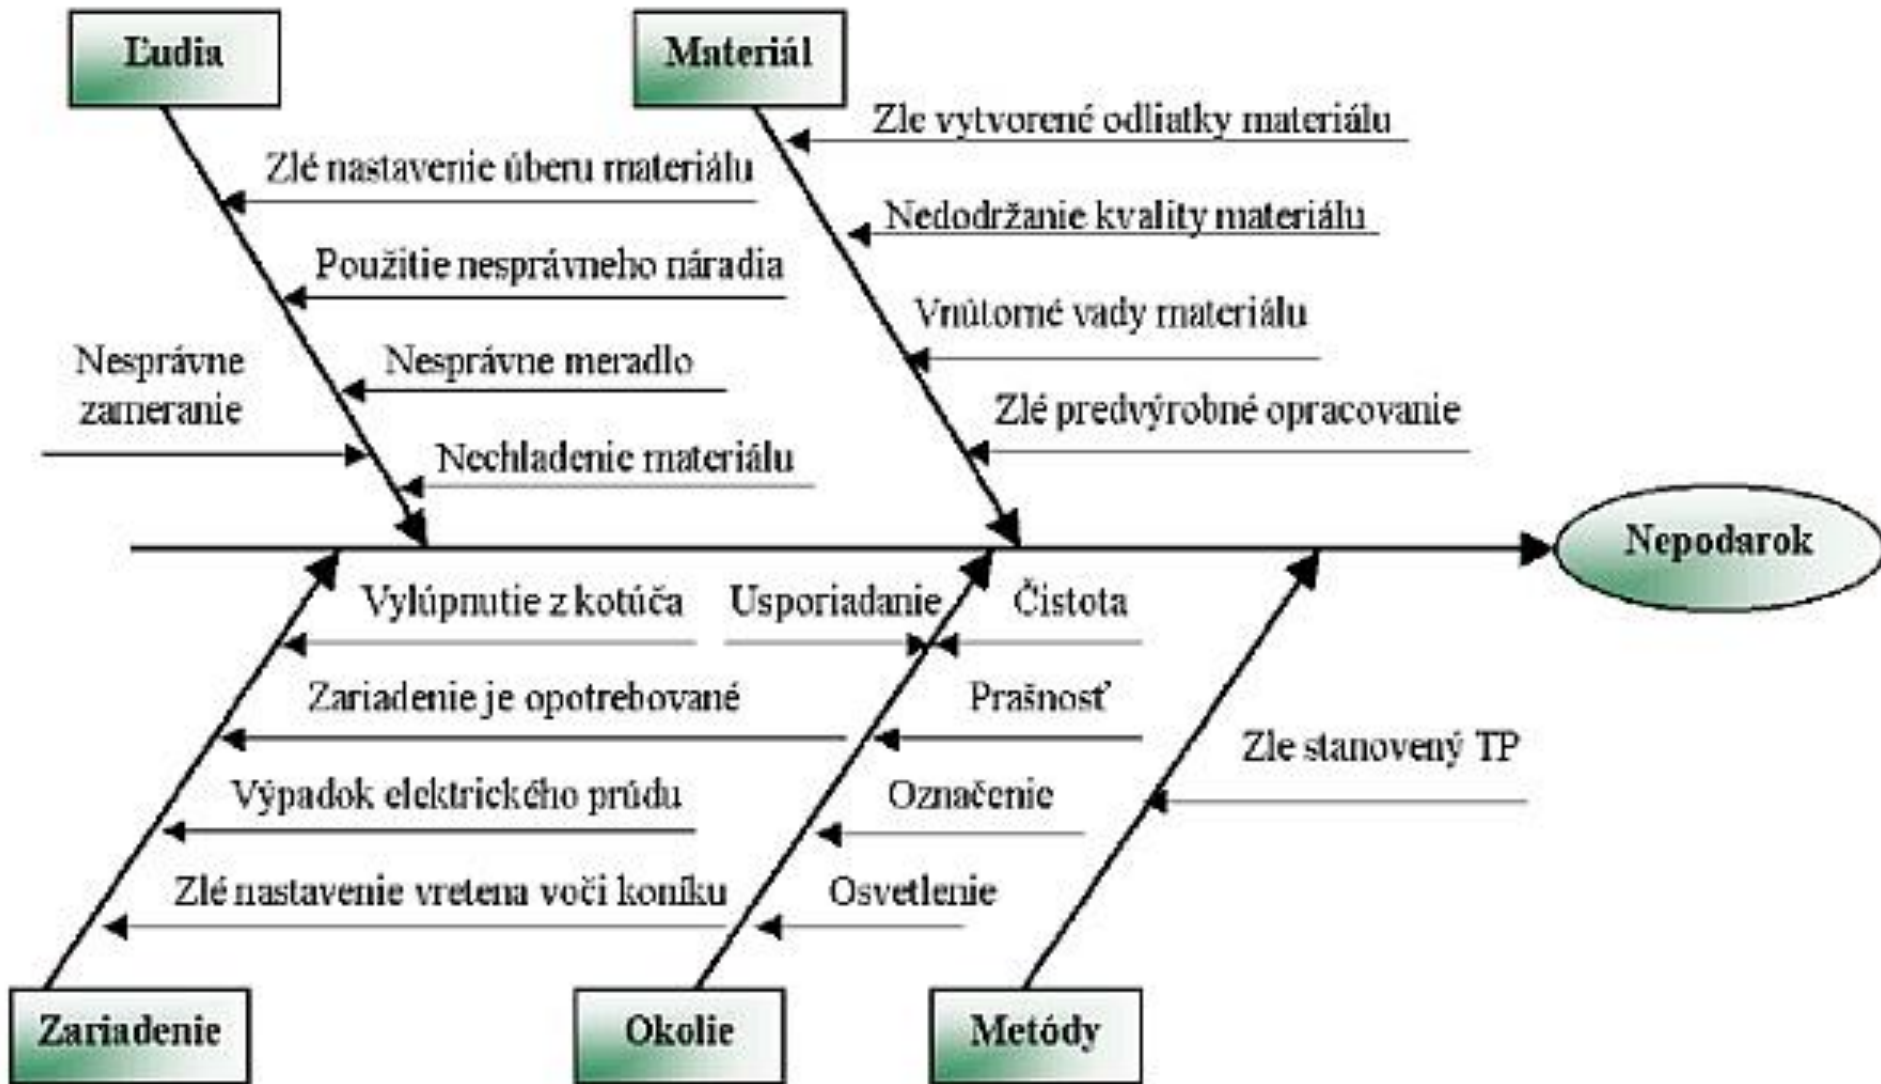 Ľudia
Materiál
Zle vytvorené odliatky materiálu
Zlé nastavenie úberu materiálu
Nedodržanie kvality materiálu
Použitie nesprávneho náradia
Vnútorné vady materiálu
Nesprávne
zameranie
Nesprávne meradlo
Zlé predvýrobné opracovanie
Nechladenie materiálu
Nepodarok
Vylúpnutie z kotúča
Usporiadanie
Čistota
Zariadenie je opotrebované
Prašnosť
Zle stanovený TP
Výpadok elektrického prúdu
Označenie
Zlé nastavenie vretena voči koníku
Osvetlenie
Zariadenie
Okolie
Metódy